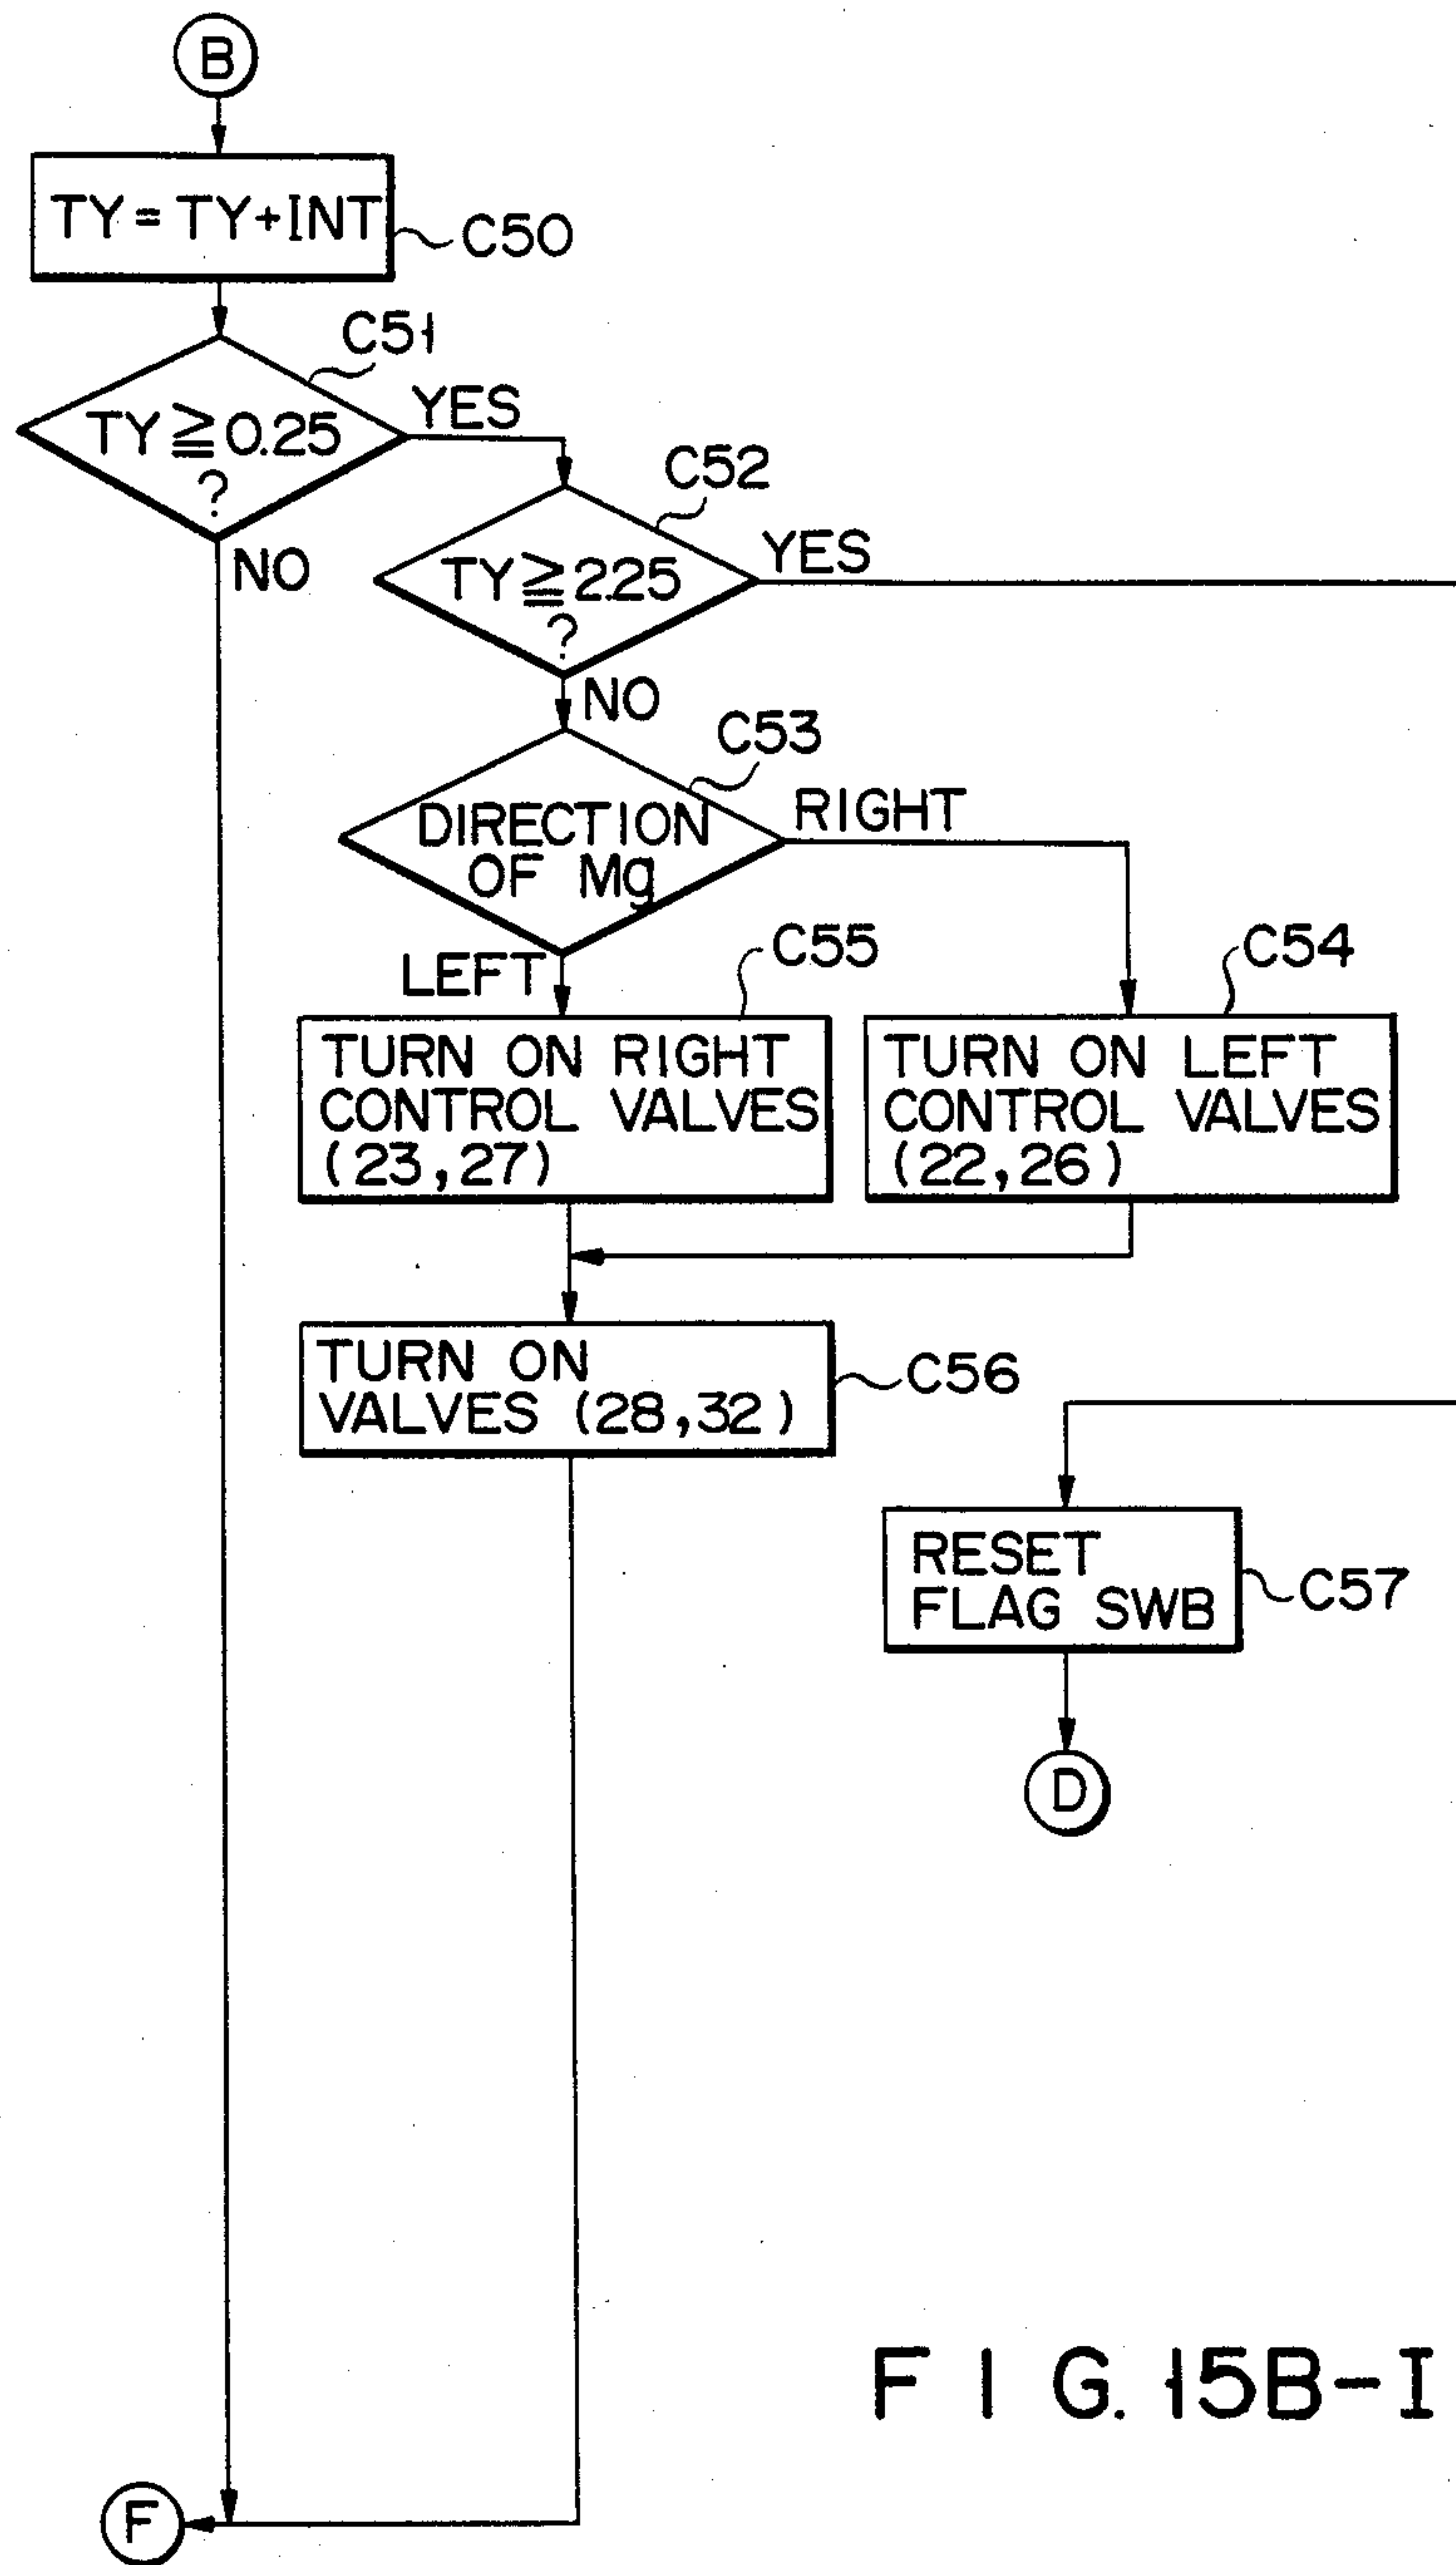 B
TY = TY+INT
C50
C51
TY ≧ 0.25
?
YES
NO
C52
TY ≧ 2.25
?
YES
NO
C53
DIRECTION
OF Mg
RIGHT
LEFT
C55
TURN ON RIGHT
CONTROL VALVES
(23,27)
C54
TURN ON LEFT
CONTROL VALVES
(22,26)
TURN ON
VALVES (28,32)
C56
RESET
FLAG SWB
C57
D
F
FIG. 15B-I